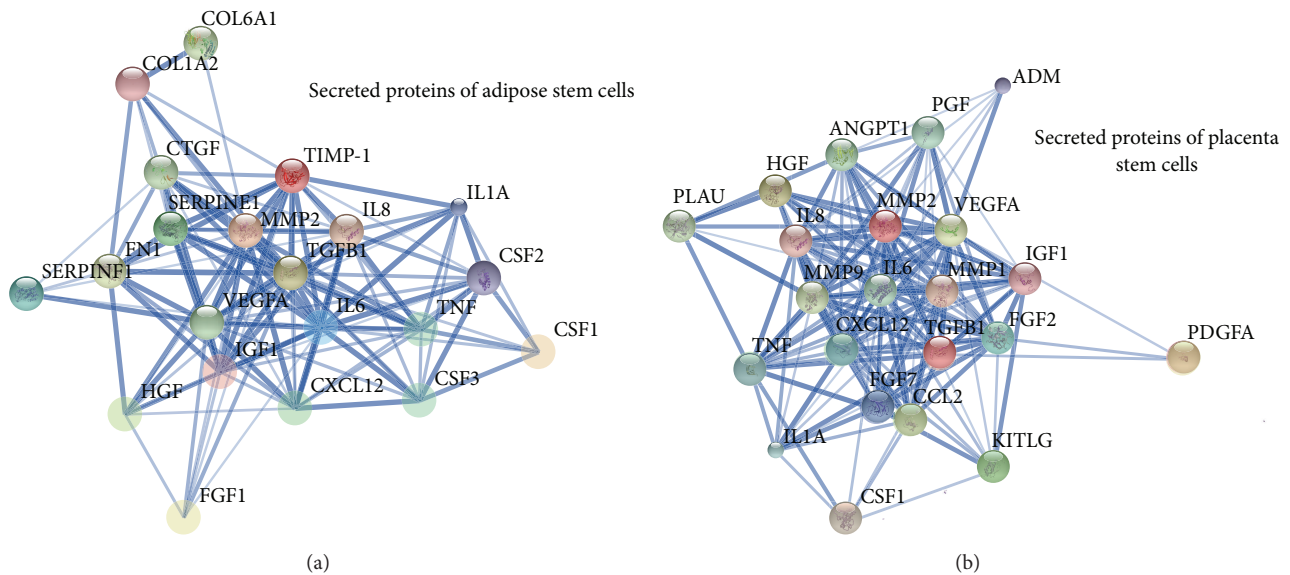 COL6A1
COL1A2
Secreted proteins of adipose stem cells
CTGF
TIMP-1
SERPINE1
MMP2
IL8
IL1A
FN1
TGFB1
CSF2
SERPINF1
VEGFA
IL6
TNF
CSF1
IGF1
HGF
CXCL12
CSF3
FGF1
(a)
ADM
PGF
ANGPT1
Secreted proteins of placenta
stem cells
HGF
PLAU
MMP2
VEGFA
IL8
IGF1
MMP9
IL6
MMP1
CXCL12
TGFB1
FGF2
PDGFA
TNF
FGF7
CCL2
IL1A
KITLG
CSF1
(b)